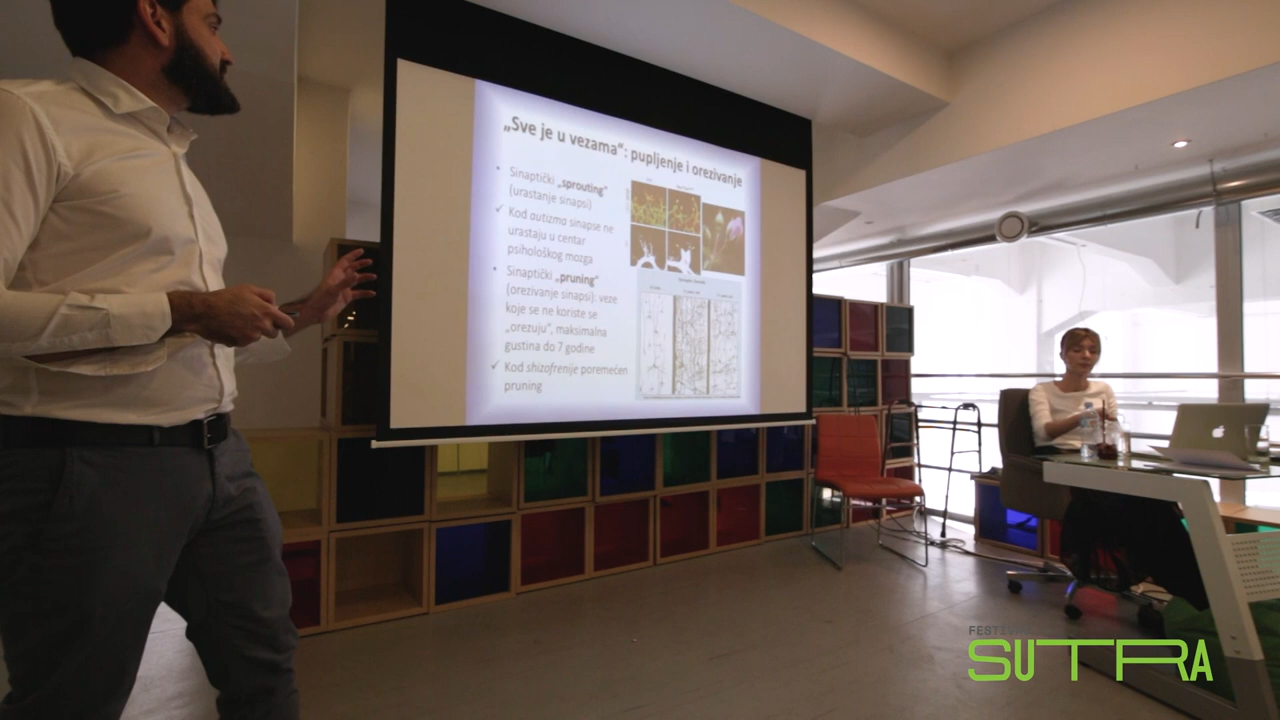 „Sve je u vezama“: pupljenje i orezivanje
• Sinaptički „sprouting“
(urastanje sinapsi)
✓ Kod autizma sinapse ne
urastaju u centar
psihološkog mozga
• Sinaptički „pruning“
(orezivanje sinapsi): veze
koje se ne koriste se
„orezuju“, maksimalna
gustina do 7 godine
✓ Kod shizofrenije poremećen
pruning
FESTIVAL
SUTRA